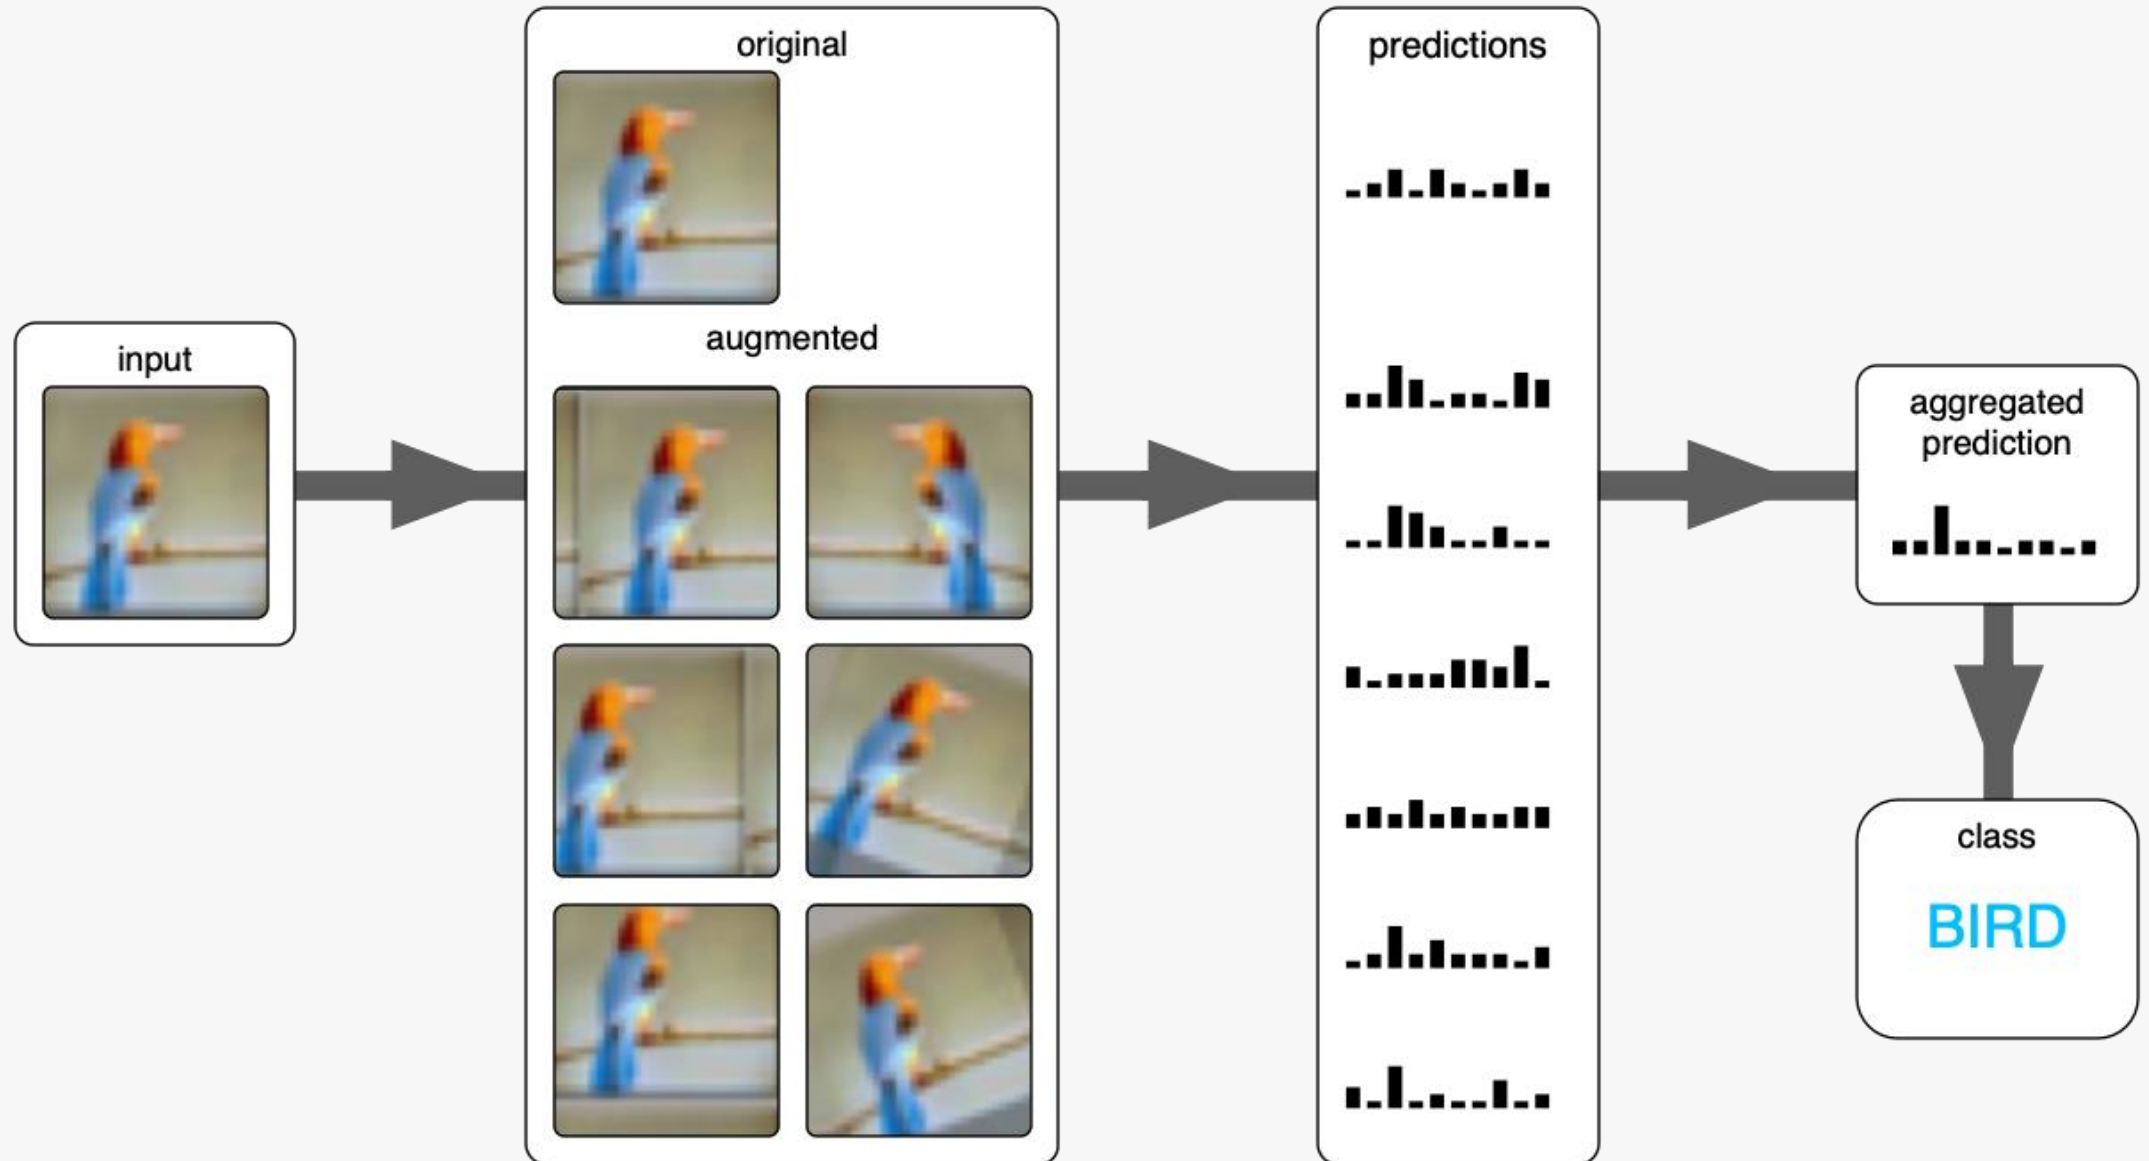 input
original
augmented
predictions
aggregated
prediction
class
BIRD